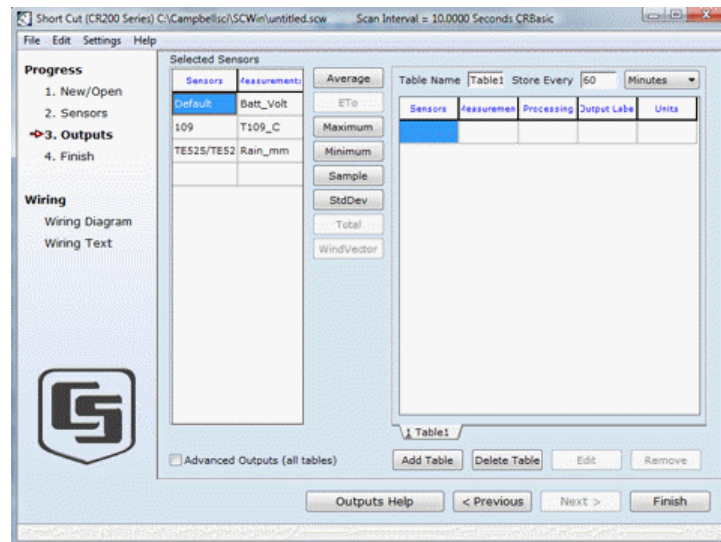 Short Cut (CR200 Series) C:\Campbellsci\SCWin\untitled.scw Scan Interval = 10.0000 Seconds CRBasic
File Edit Settings Help
Progress
1. New/Open
2. Sensors
3. Outputs
4. Finish
Wiring
Wiring Diagram
Wiring Text
Selected Sensors
Sensors Measurements
Default Batt_Volt
109 T109_C
TE525/TE52 Rain_mm
Average
ETo
Maximum
Minimum
Sample
StdDev
Total
WindVector
Table Name Table1 Store Every 60 Minutes
Sensors Measuremen Processing Output Labe Units
1 Table1
Advanced Outputs (all tables)
Add Table Delete Table Edit Remove
Outputs Help < Previous Next > Finish